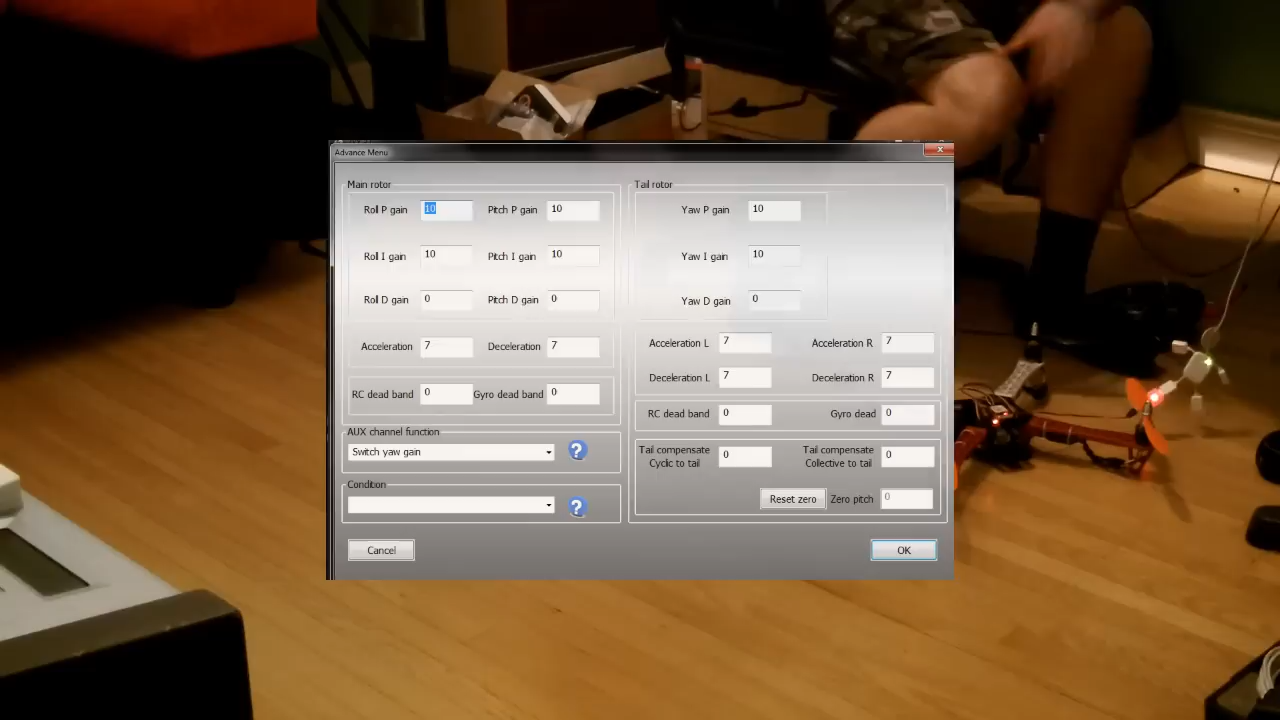 Advance Menu
Main rotor
Roll P gain 10 Pitch P gain 10
Roll I gain 10 Pitch I gain 10
Roll D gain 0 Pitch D gain 0
Acceleration 7 Deceleration 7
RC dead band 0 Gyro dead band 0
AUX channel function
Switch yaw gain
Condition
Cancel
Tail rotor
Yaw P gain 10
Yaw I gain 10
Yaw D gain 0
Acceleration L 7 Acceleration R 7
Deceleration L 7 Deceleration R 7
RC dead band 0 Gyro dead 0
Tail compensate
Cyclic to tail 0
Tail compensate
Colective to tail 0
Reset zero Zero pitch 0
OK